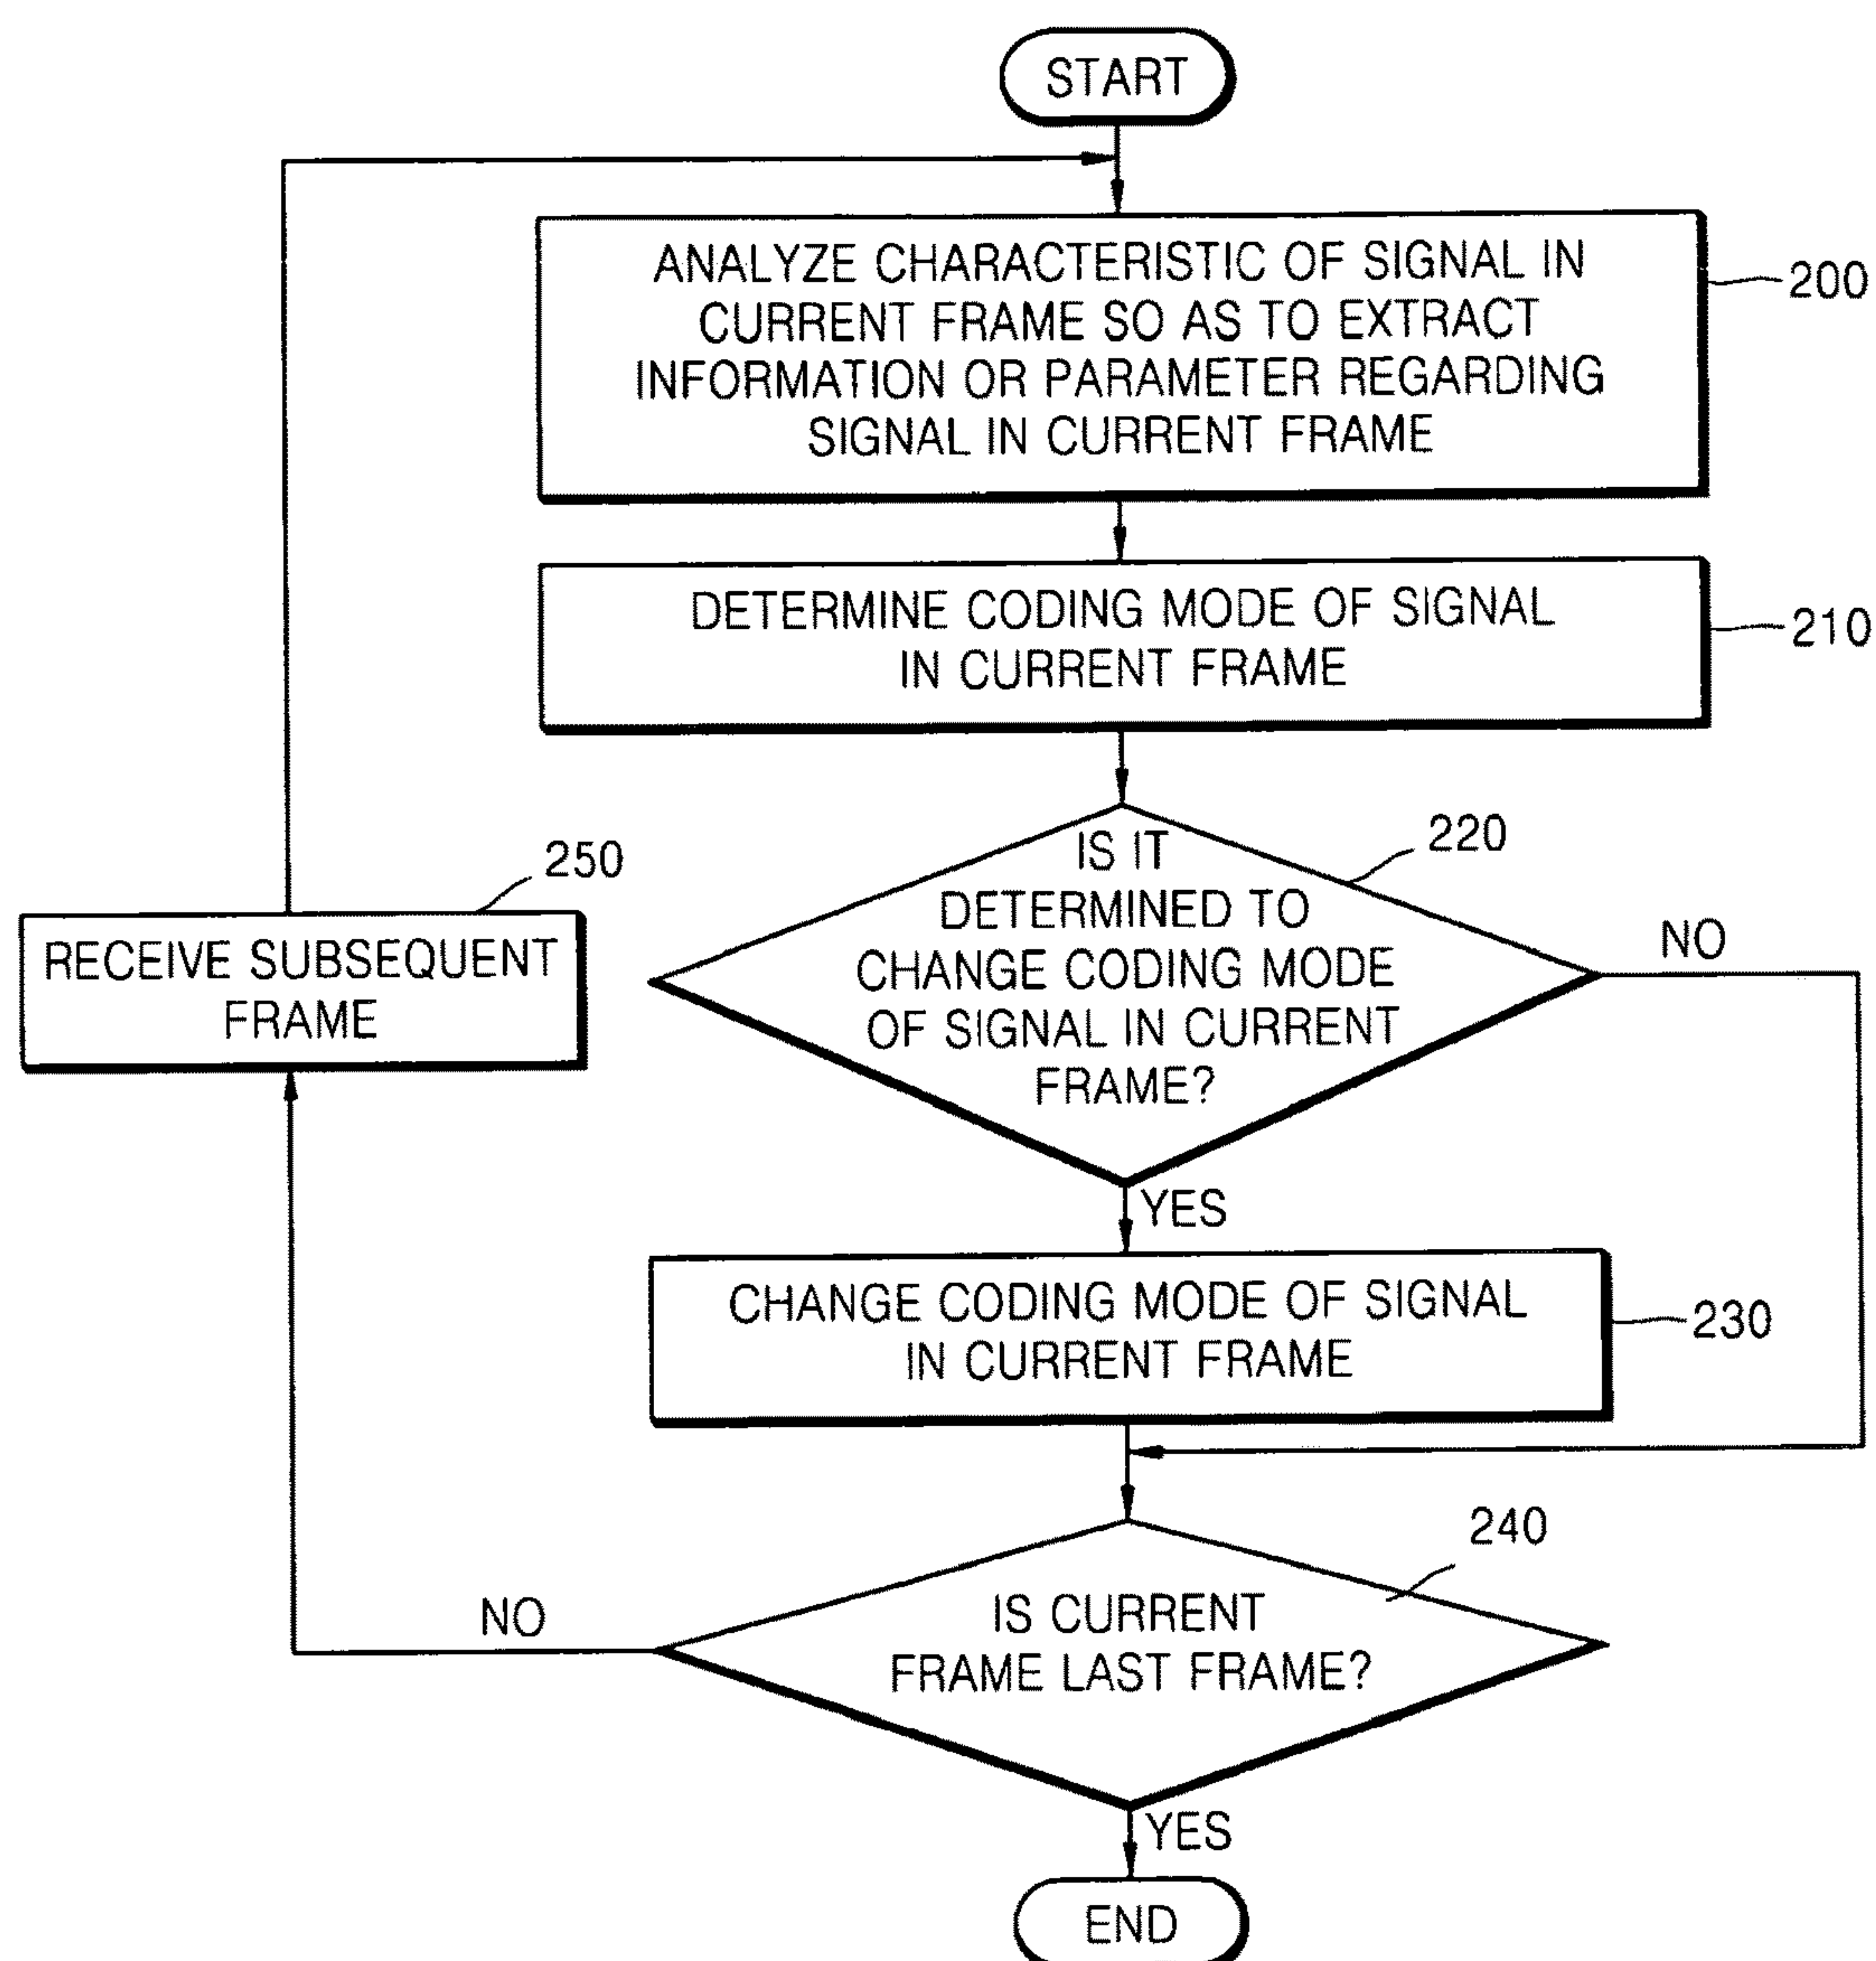 START
ANALYZE CHARACTERISTIC OF SIGNAL IN
CURRENT FRAME SO AS TO EXTRACT
INFORMATION OR PARAMETER REGARDING
SIGNAL IN CURRENT FRAME
200
DETERMINE CODING MODE OF SIGNAL
IN CURRENT FRAME
210
IS IT
DETERMINED TO
CHANGE CODING MODE
OF SIGNAL IN CURRENT
FRAME?
220
NO
250
RECEIVE SUBSEQUENT
FRAME
YES
CHANGE CODING MODE OF SIGNAL
IN CURRENT FRAME
230
240
IS CURRENT
FRAME LAST FRAME?
NO
YES
END